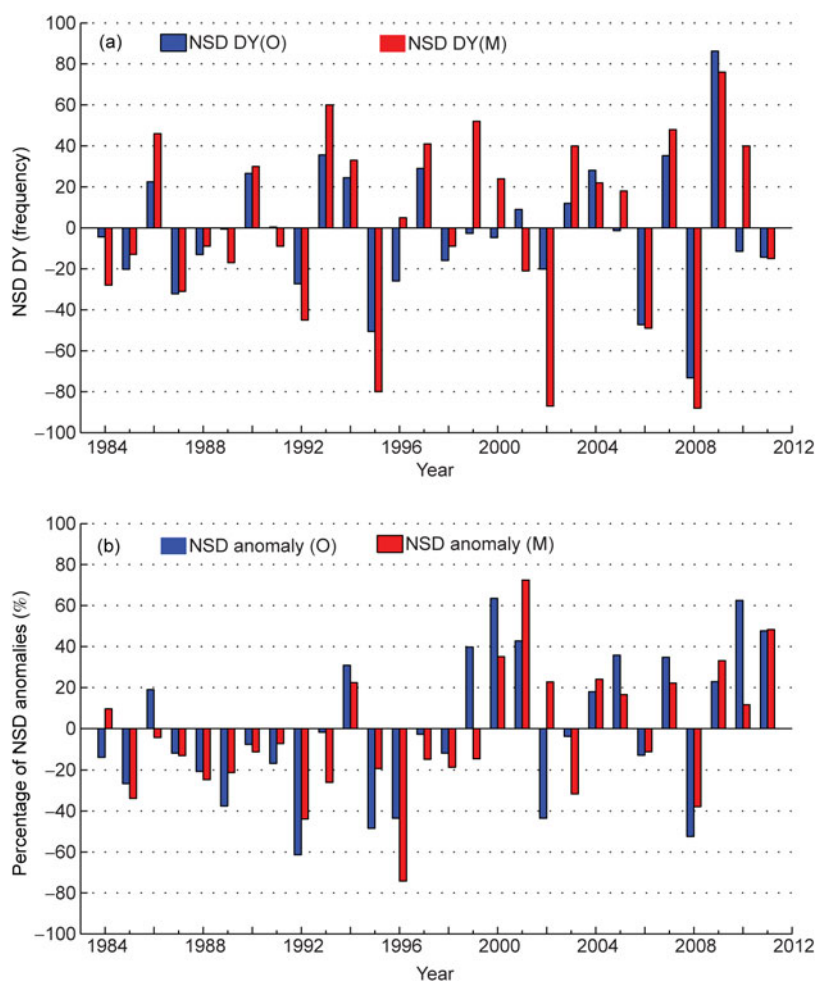 (a) NSD DY(O) NSD DY(M)
NSD DY (frequency)
100
80
60
40
20
0
−20
−40
−60
−80
−100
1984 1988 1992 1996 2000 2004 2008 2012
Year
(b) NSD anomaly (O) NSD anomaly (M)
Percentage of NSD anomalies (%)
100
80
60
40
20
0
−20
−40
−60
−80
−100
1984 1988 1992 1996 2000 2004 2008 2012
Year